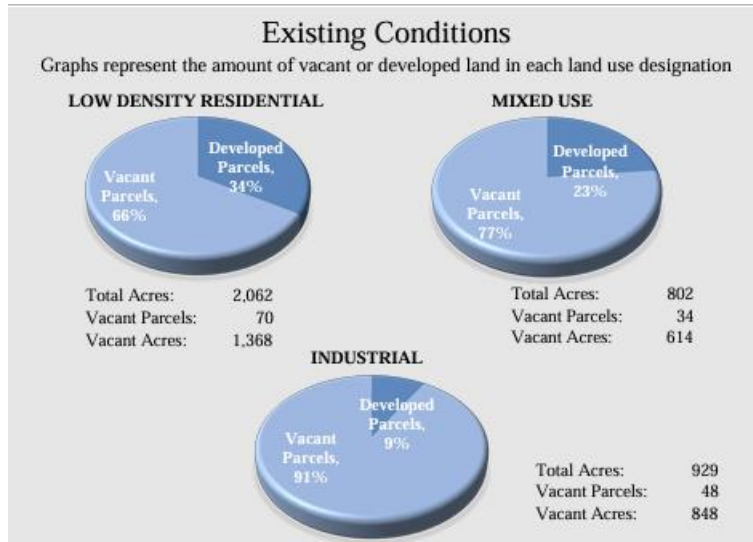 Existing Conditions
Graphs represent the amount of vacant or developed land in each land use designation
LOW DENSITY RESIDENTIAL
Developed
Parcels,
34%
Vacant
Parcels,
66%
Total Acres: 2,062
Vacant Parcels: 70
Vacant Acres: 1,368
MIXED USE
Developed
Parcels,
23%
Vacant
Parcels,
77%
Total Acres: 802
Vacant Parcels: 34
Vacant Acres: 614
INDUSTRIAL
Developed
Parcels,
9%
Vacant
Parcels,
91%
Total Acres: 929
Vacant Parcels: 48
Vacant Acres: 848